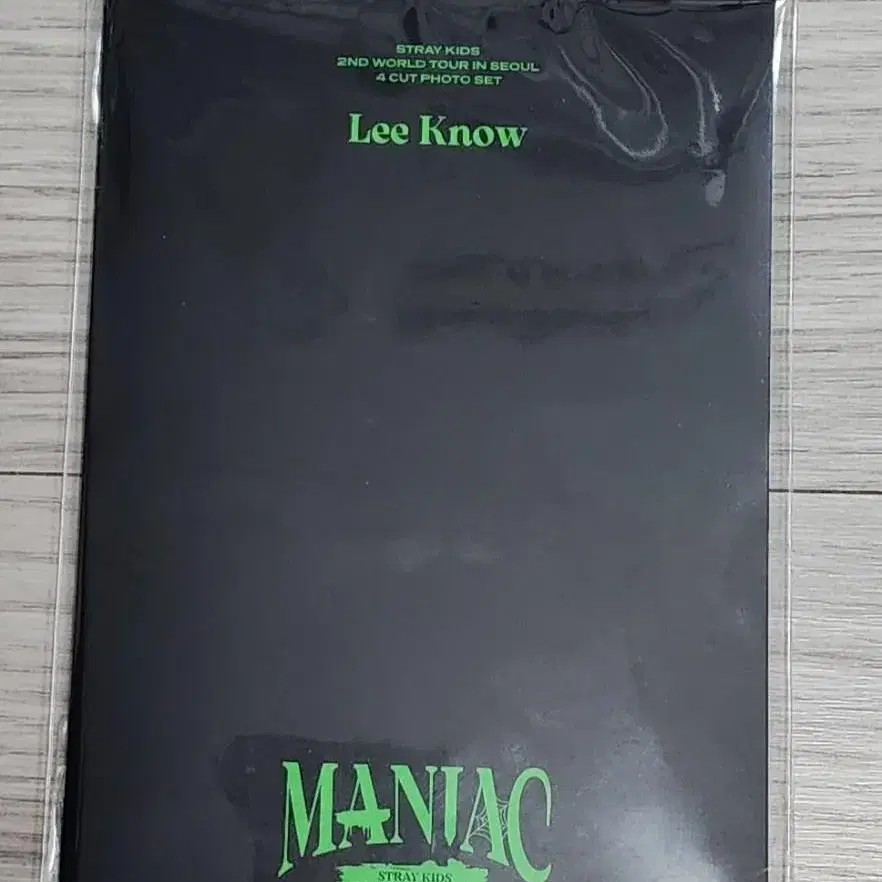 STRAY KIDS
2ND WORLD TOUR IN SEOUL
4 CUT PHOTO SET
Lee Know
MANIAC
STRAY KIDS